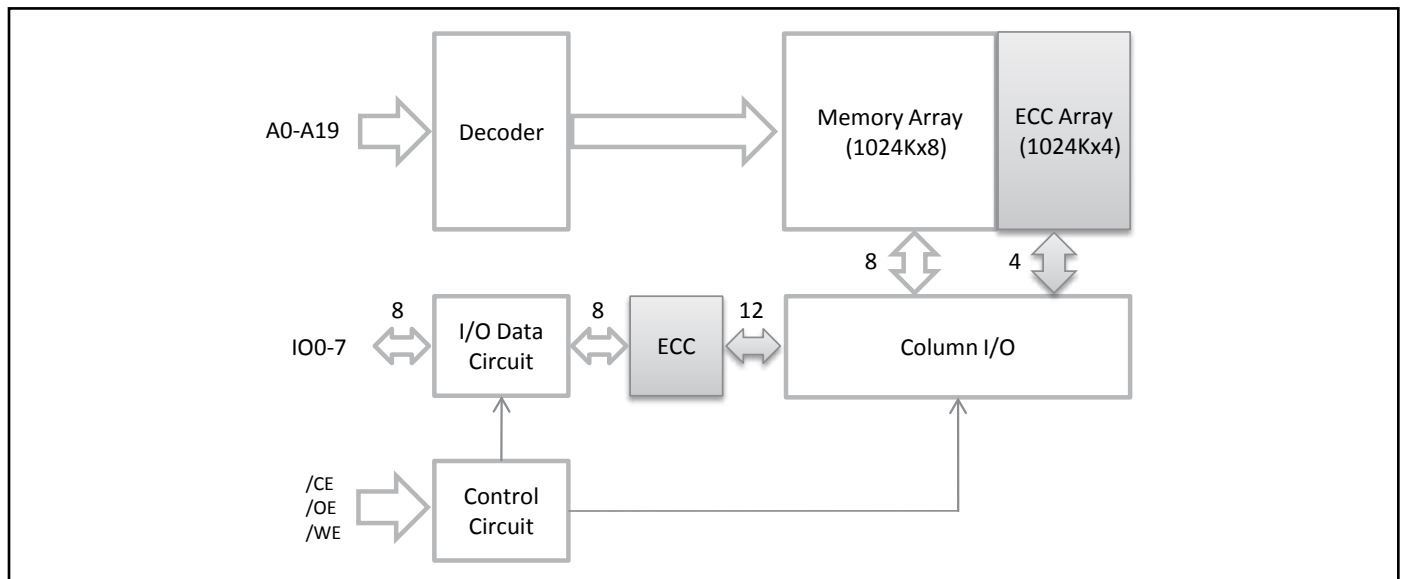 A0-A19
Decoder
Memory Array
(1024Kx8)
ECC Array
(1024Kx4)
8
4
IO0-7
8
I/O Data
Circuit
8
ECC
12
Column I/O
/CE
/OE
/WE
Control
Circuit